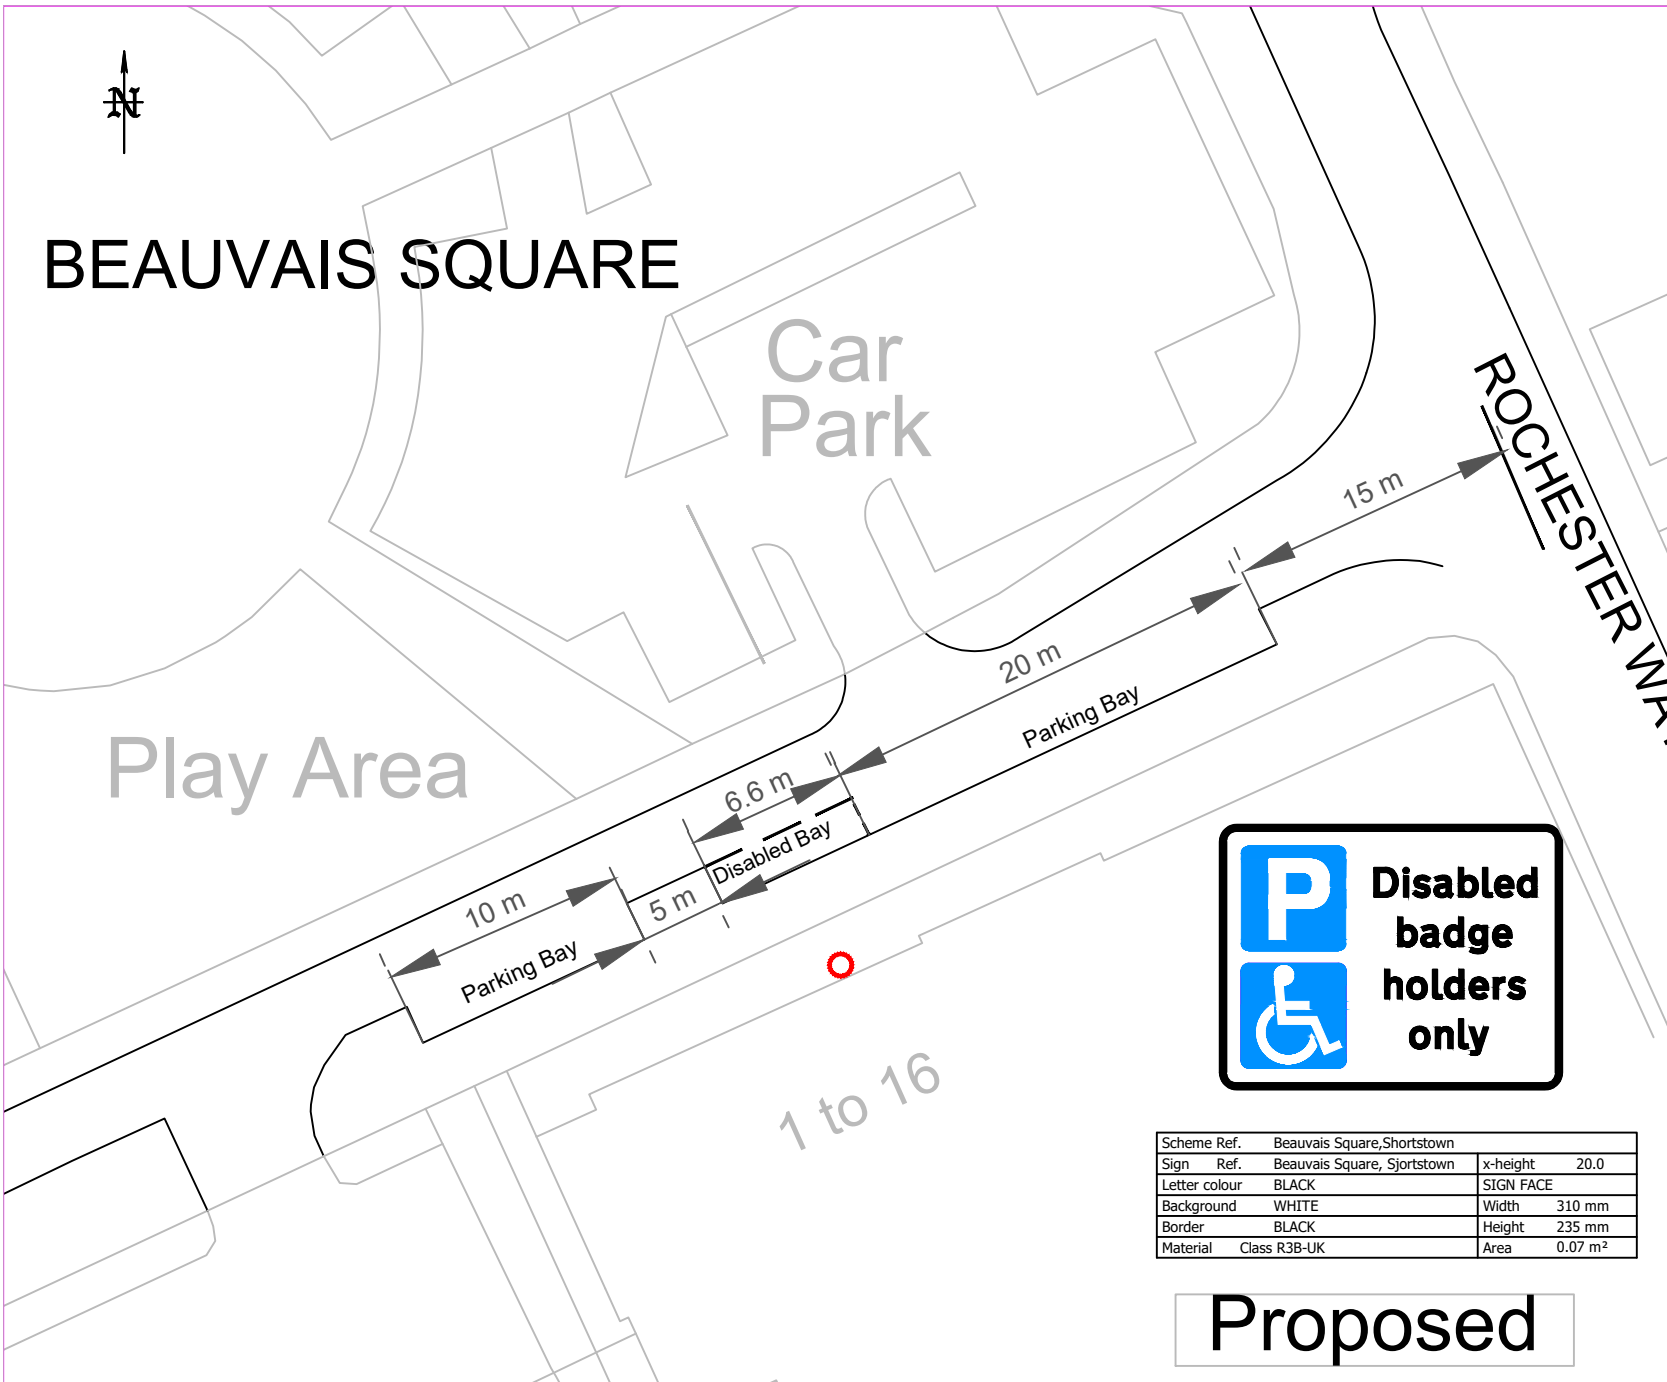 N
BEAUVAIS SQUARE
Car
Park
ROCHESTER WAY
15 m
20 m
Parking Bay
Play Area
6.6 m
Disabled Bay
10 m
5 m
Parking Bay
P
Disabled
badge
holders
only
1 to 16
Scheme Ref. Beauvais Square,Shortstown
Sign Ref. Beauvais Square, Sjortstown x-height 20.0
Letter colour BLACK SIGN FACE
Background WHITE Width 310 mm
Border BLACK Height 235 mm
Material Class R3B-UK Area 0.07 m²
Proposed